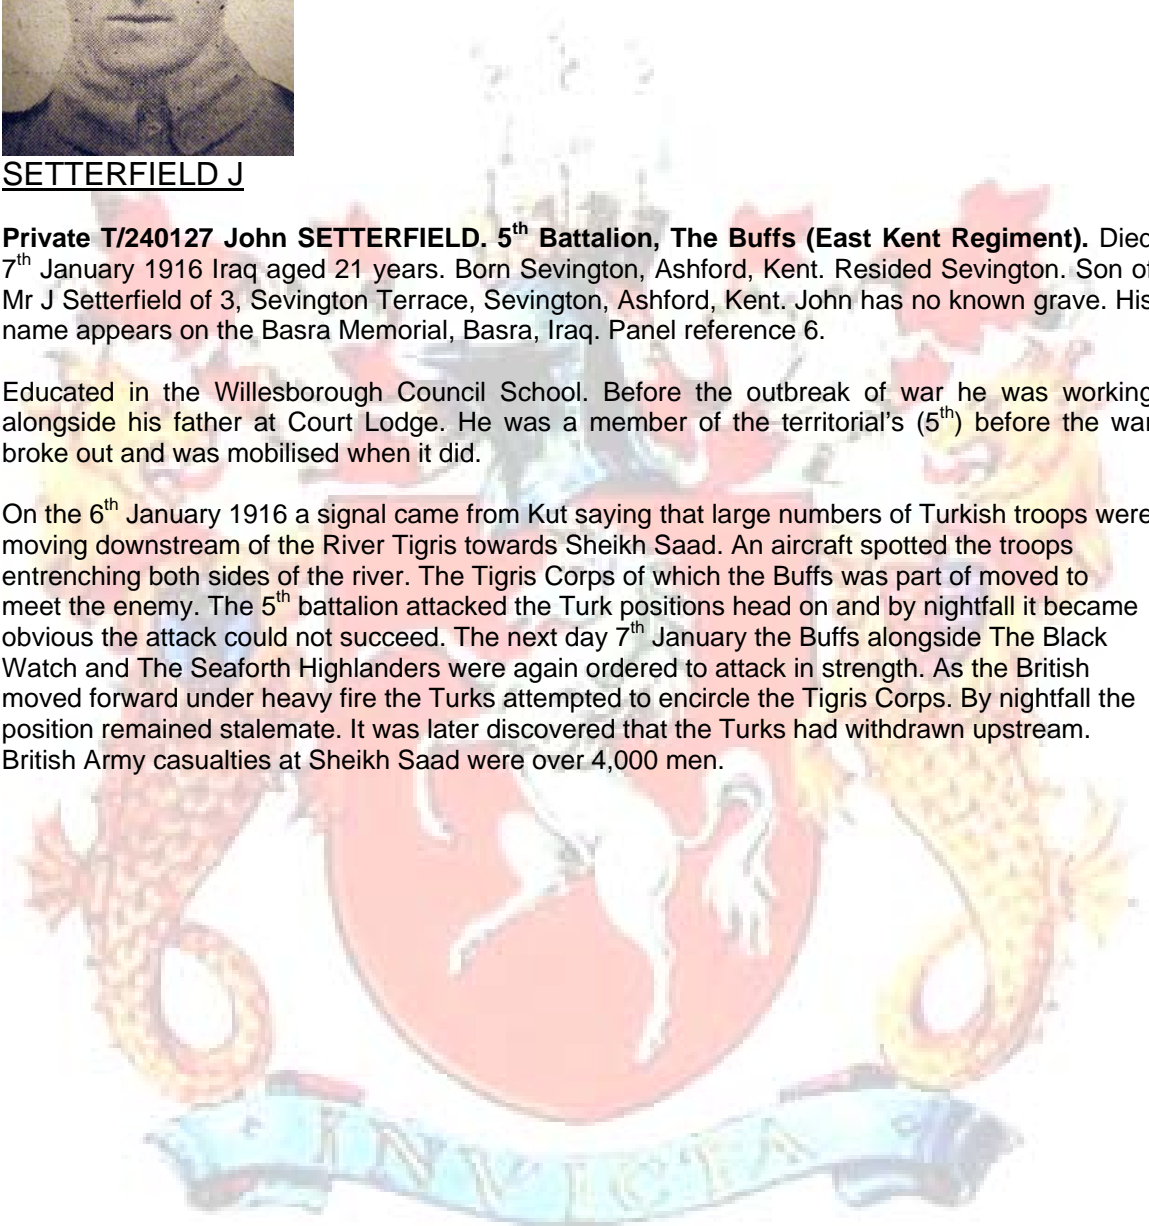 SETTERFIELD J
Private T/240127 John SETTERFIELD. 5th Battalion, The Buffs (East Kent Regiment). Died
7th January 1916 Iraq aged 21 years. Born Sevington, Ashford, Kent. Resided Sevington. Son of
Mr J Setterfield of 3, Sevington Terrace, Sevington, Ashford, Kent. John has no known grave. His
name appears on the Basra Memorial, Basra, Iraq. Panel reference 6.
Educated in the Willesborough Council School. Before the outbreak of war he was working
alongside his father at Court Lodge. He was a member of the territorial's (5th) before the war
broke out and was mobilised when it did.
On the 6th January 1916 a signal came from Kut saying that large numbers of Turkish troops were
moving downstream of the River Tigris towards Sheikh Saad. An aircraft spotted the troops
entrenching both sides of the river. The Tigris Corps of which the Buffs was part of moved to
meet the enemy. The 5th battalion attacked the Turk positions head on and by nightfall it became
obvious the attack could not succeed. The next day 7th January the Buffs alongside The Black
Watch and The Seaforth Highlanders were again ordered to attack in strength. As the British
moved forward under heavy fire the Turks attempted to encircle the Tigris Corps. By nightfall the
position remained stalemate. It was later discovered that the Turks had withdrawn upstream.
British Army casualties at Sheikh Saad were over 4,000 men.
INVICTA